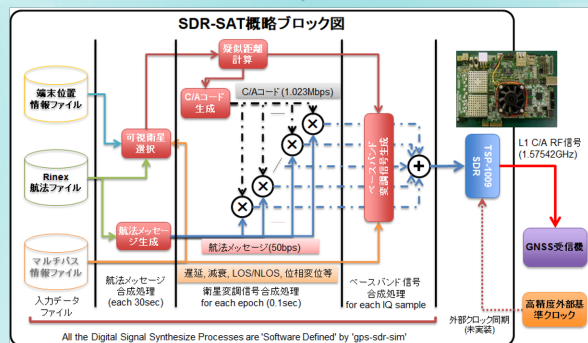 SDR-SAT概略ブロック図
端末位置
情報ファイル
Rinex
航法ファイル
マルチパス
情報ファイル
入力データ
ファイル
可視衛星
選択
航法メッセー
ジ生成
航法メッセージ
合成処理
(each 30sec)
疑似距離
計算
C/Aコード
生成
C/Aコード(1.023Mbps)
航法メッセージ(50bps)
遅延, 減衰, LOS/NLOS, 位相変位等
衛星変調信号合成処理
for each epoch (0.1sec)
ベースバンド
変調信号生成
ベースバンド信号
合成処理
for each IQ sample
TSP-1009
SDR
L1 C/A RF信号
(1.57542GHz)
GNSS受信機
高精度外部基
準クロック
外部クロック同期
(未実装)
All the Digital Signal Synthesize Processes are 'Software Defined' by 'gps-sdr-sim'